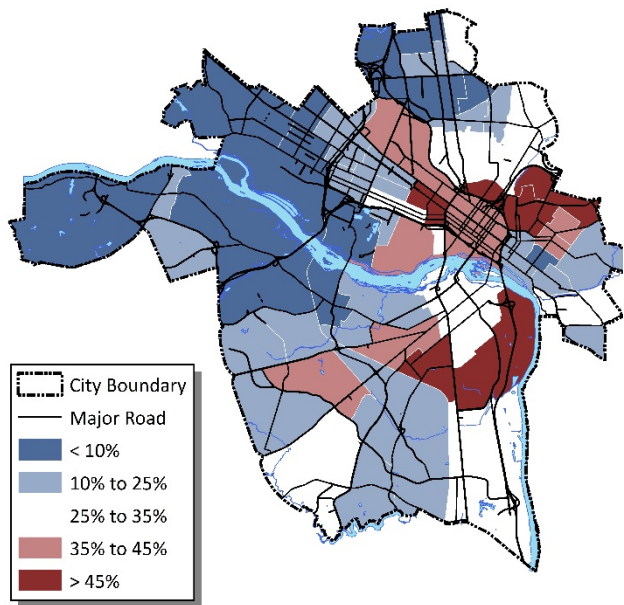 City Boundary
Major Road
< 10%
10% to 25%
25% to 35%
35% to 45%
> 45%